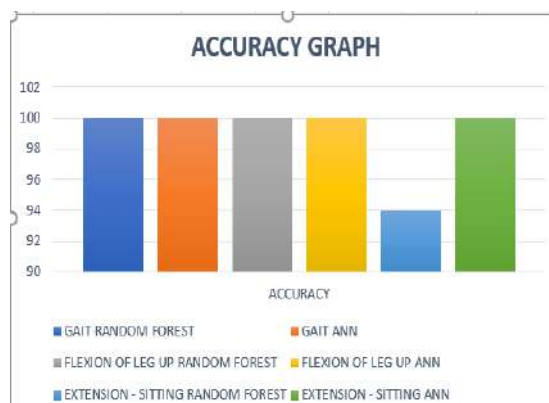 ACCURACY GRAPH
102
100
98
96
94
92
90
ACCURACY
GAIT RANDOM FOREST GAIT ANN
FLEXION OF LEG UP RANDOM FOREST FLEXION OF LEG UP ANN
EXTENSION - SITTING RANDOM FOREST EXTENSION - SITTING ANN